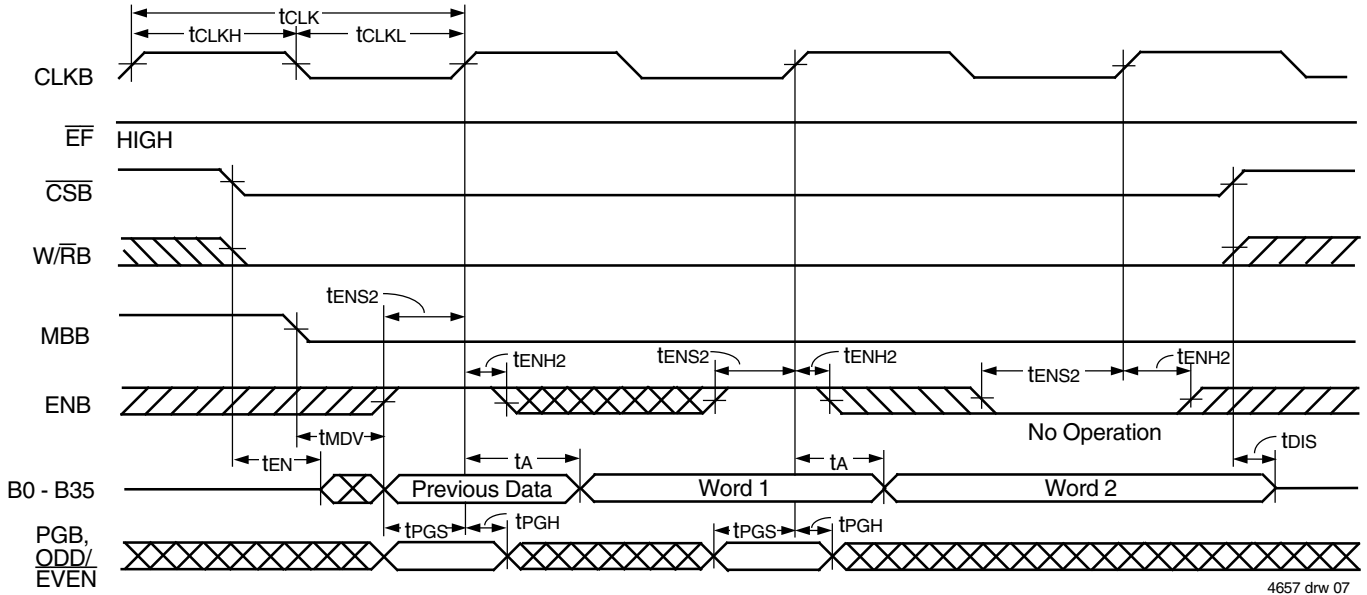 tCLK
tCLKH
tCLKL
CLKB
EF HIGH
CSB
W/RB
tENS2
MBB
tENH2
tENS2
tENH2
tENS2
tENH2
ENB
No Operation
tMDV
tEN
tA
tA
tDIS
B0 - B35
Previous Data
Word 1
Word 2
tPGS
tPGH
tPGS
tPGH
PGB,
ODD/
EVEN
4657 drw 07